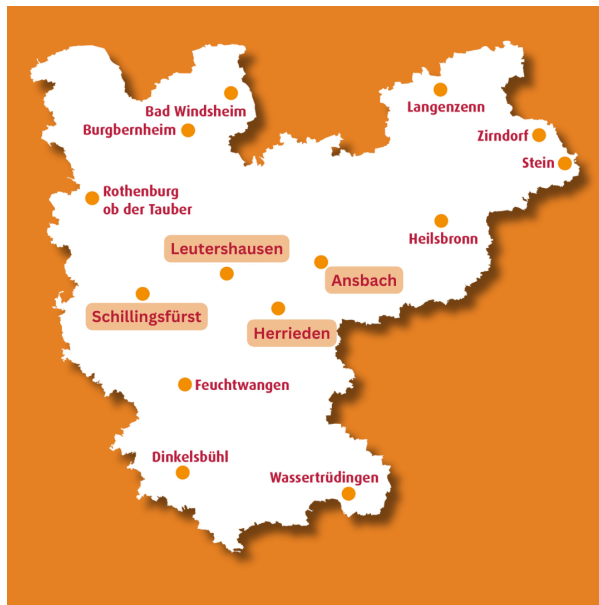 Bad Windsheim
Langenzenn
Burgbernheim
Zirndorf
Stein
Rothenburg
ob der Tauber
Heilsbronn
Leutershausen
Ansbach
Schillingsfürst
Herrieden
Feuchtwangen
Dinkelsbühl
Wassertrüdingen